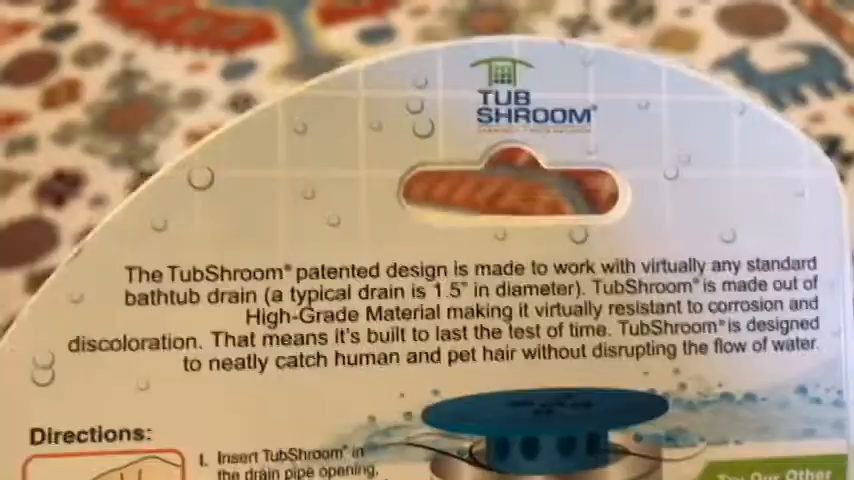 TUB
SHROOM®
The TubShroom® patented design is made to work with virtually any standard
bathtub drain (a typical drain is 1.5" in diameter). TubShroom® is made out of
High-Grade Material making it virtually resistant to corrosion and
discoloration. That means it's built to last the test of time. TubShroom® is designed
to neatly catch human and pet hair without disrupting the flow of water.
Directions:
1. Insert TubShroom® in
the drain pipe opening,
Try Our Other